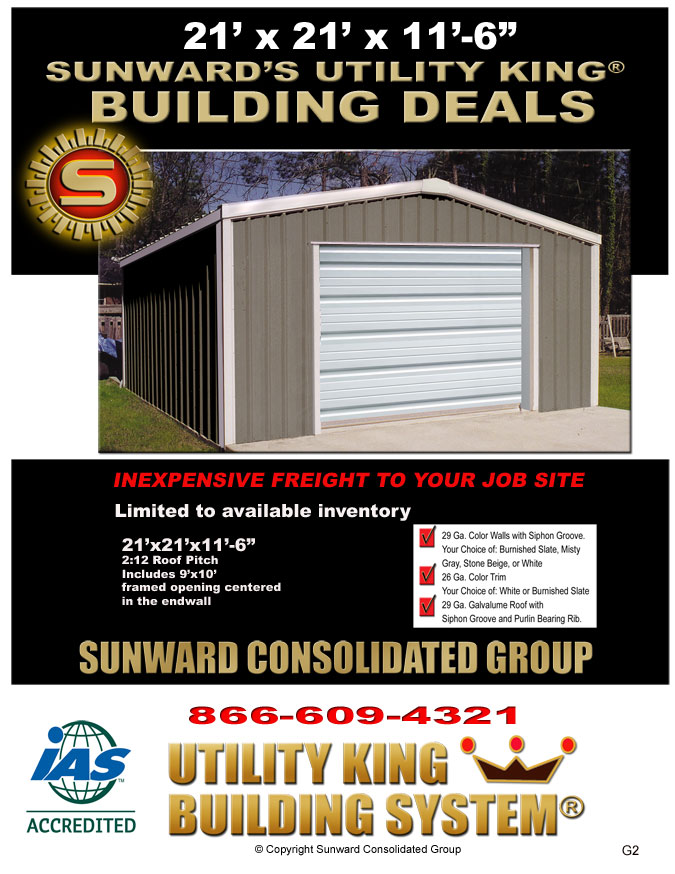 21’ x 21’ x 11’-6”
SUNWARD’S UTILITY KING®
BUILDING DEALS
S
INEXPENSIVE FREIGHT TO YOUR JOB SITE
Limited to available inventory
21’x21’x11’-6”
2:12 Roof Pitch
Includes 9’x10’
framed opening centered
in the endwall
29 Ga. Color Walls with Siphon Groove.
Your Choice of: Burnished Slate, Misty
Gray, Stone Beige, or White
26 Ga. Color Trim
Your Choice of: White or Burnished Slate
29 Ga. Galvalume Roof with
Siphon Groove and Purlin Bearing Rib.
SUNWARD CONSOLIDATED GROUP
866-609-4321
IAS™
ACCREDITED
UTILITY KING
BUILDING SYSTEM®
© Copyright Sunward Consolidated Group
G2